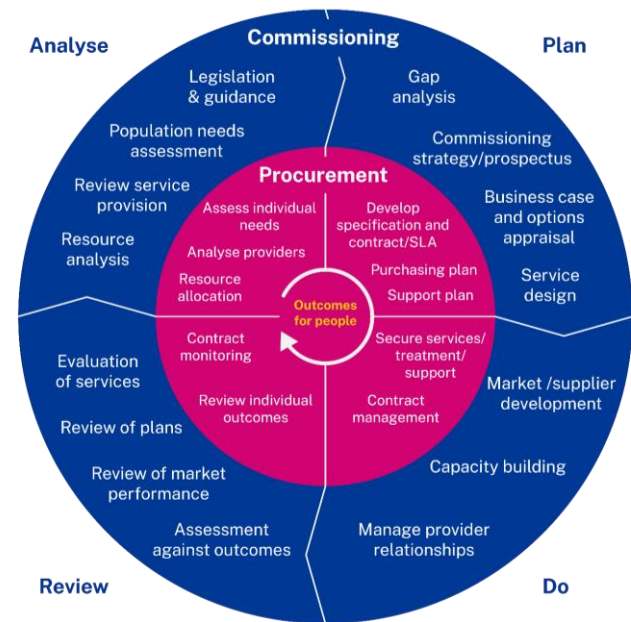 Analyse
Commissioning
Plan
Legislation
& guidance
Population needs
assessment
Review service
provision
Resource
analysis
Gap
analysis
Commissioning
strategy/prospectus
Business case
and options
appraisal
Service
design
Procurement
Assess individual
needs
Analyse providers
Resource
allocation
Develop
specification and
contract/SLA
Purchasing plan
Support plan
Outcomes
for people
Contract
monitoring
Review individual
outcomes
Secure services/
treatment/
support
Contract
management
Evaluation
of services
Review of plans
Review of market
performance
Assessment
against outcomes
Market /supplier
development
Capacity building
Manage provider
relationships
Review
Do